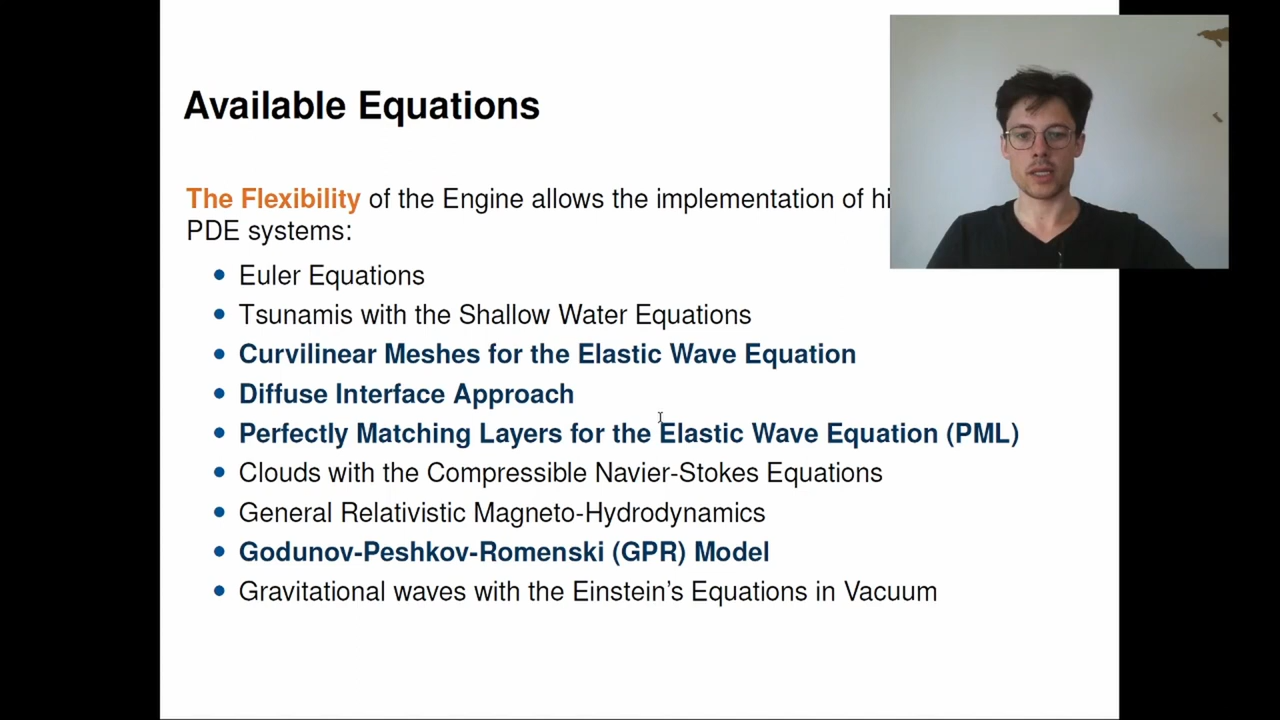 Available Equations
The Flexibility of the Engine allows the implementation of
PDE systems:
• Euler Equations
• Tsunamis with the Shallow Water Equations
• Curvilinear Meshes for the Elastic Wave Equation
• Diffuse Interface Approach
• Perfectly Matching Layers for the Elastic Wave Equation (PML)
• Clouds with the Compressible Navier-Stokes Equations
• General Relativistic Magneto-Hydrodynamics
• Godunov-Peshkov-Romenski (GPR) Model
• Gravitational waves with the Einstein's Equations in Vacuum